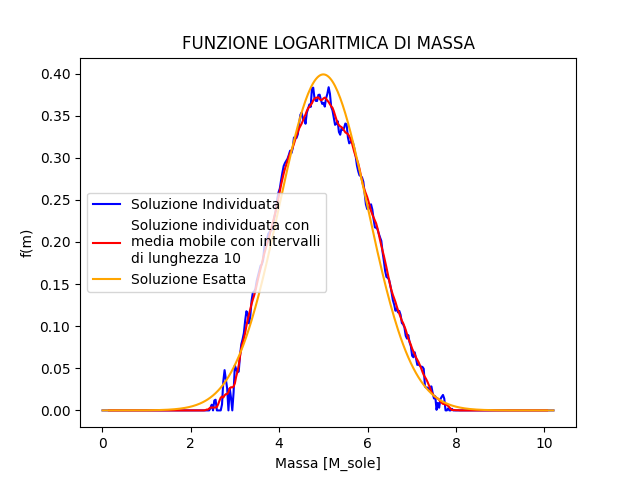 FUNZIONE LOGARITMICA DI MASSA
f(m)
0.40
0.35
0.30
0.25
0.20
0.15
0.10
0.05
0.00
Soluzione Individuata
Soluzione individuata con
media mobile con intervalli
di lunghezza 10
Soluzione Esatta
0 2 4 6 8 10
Massa [M_sole]